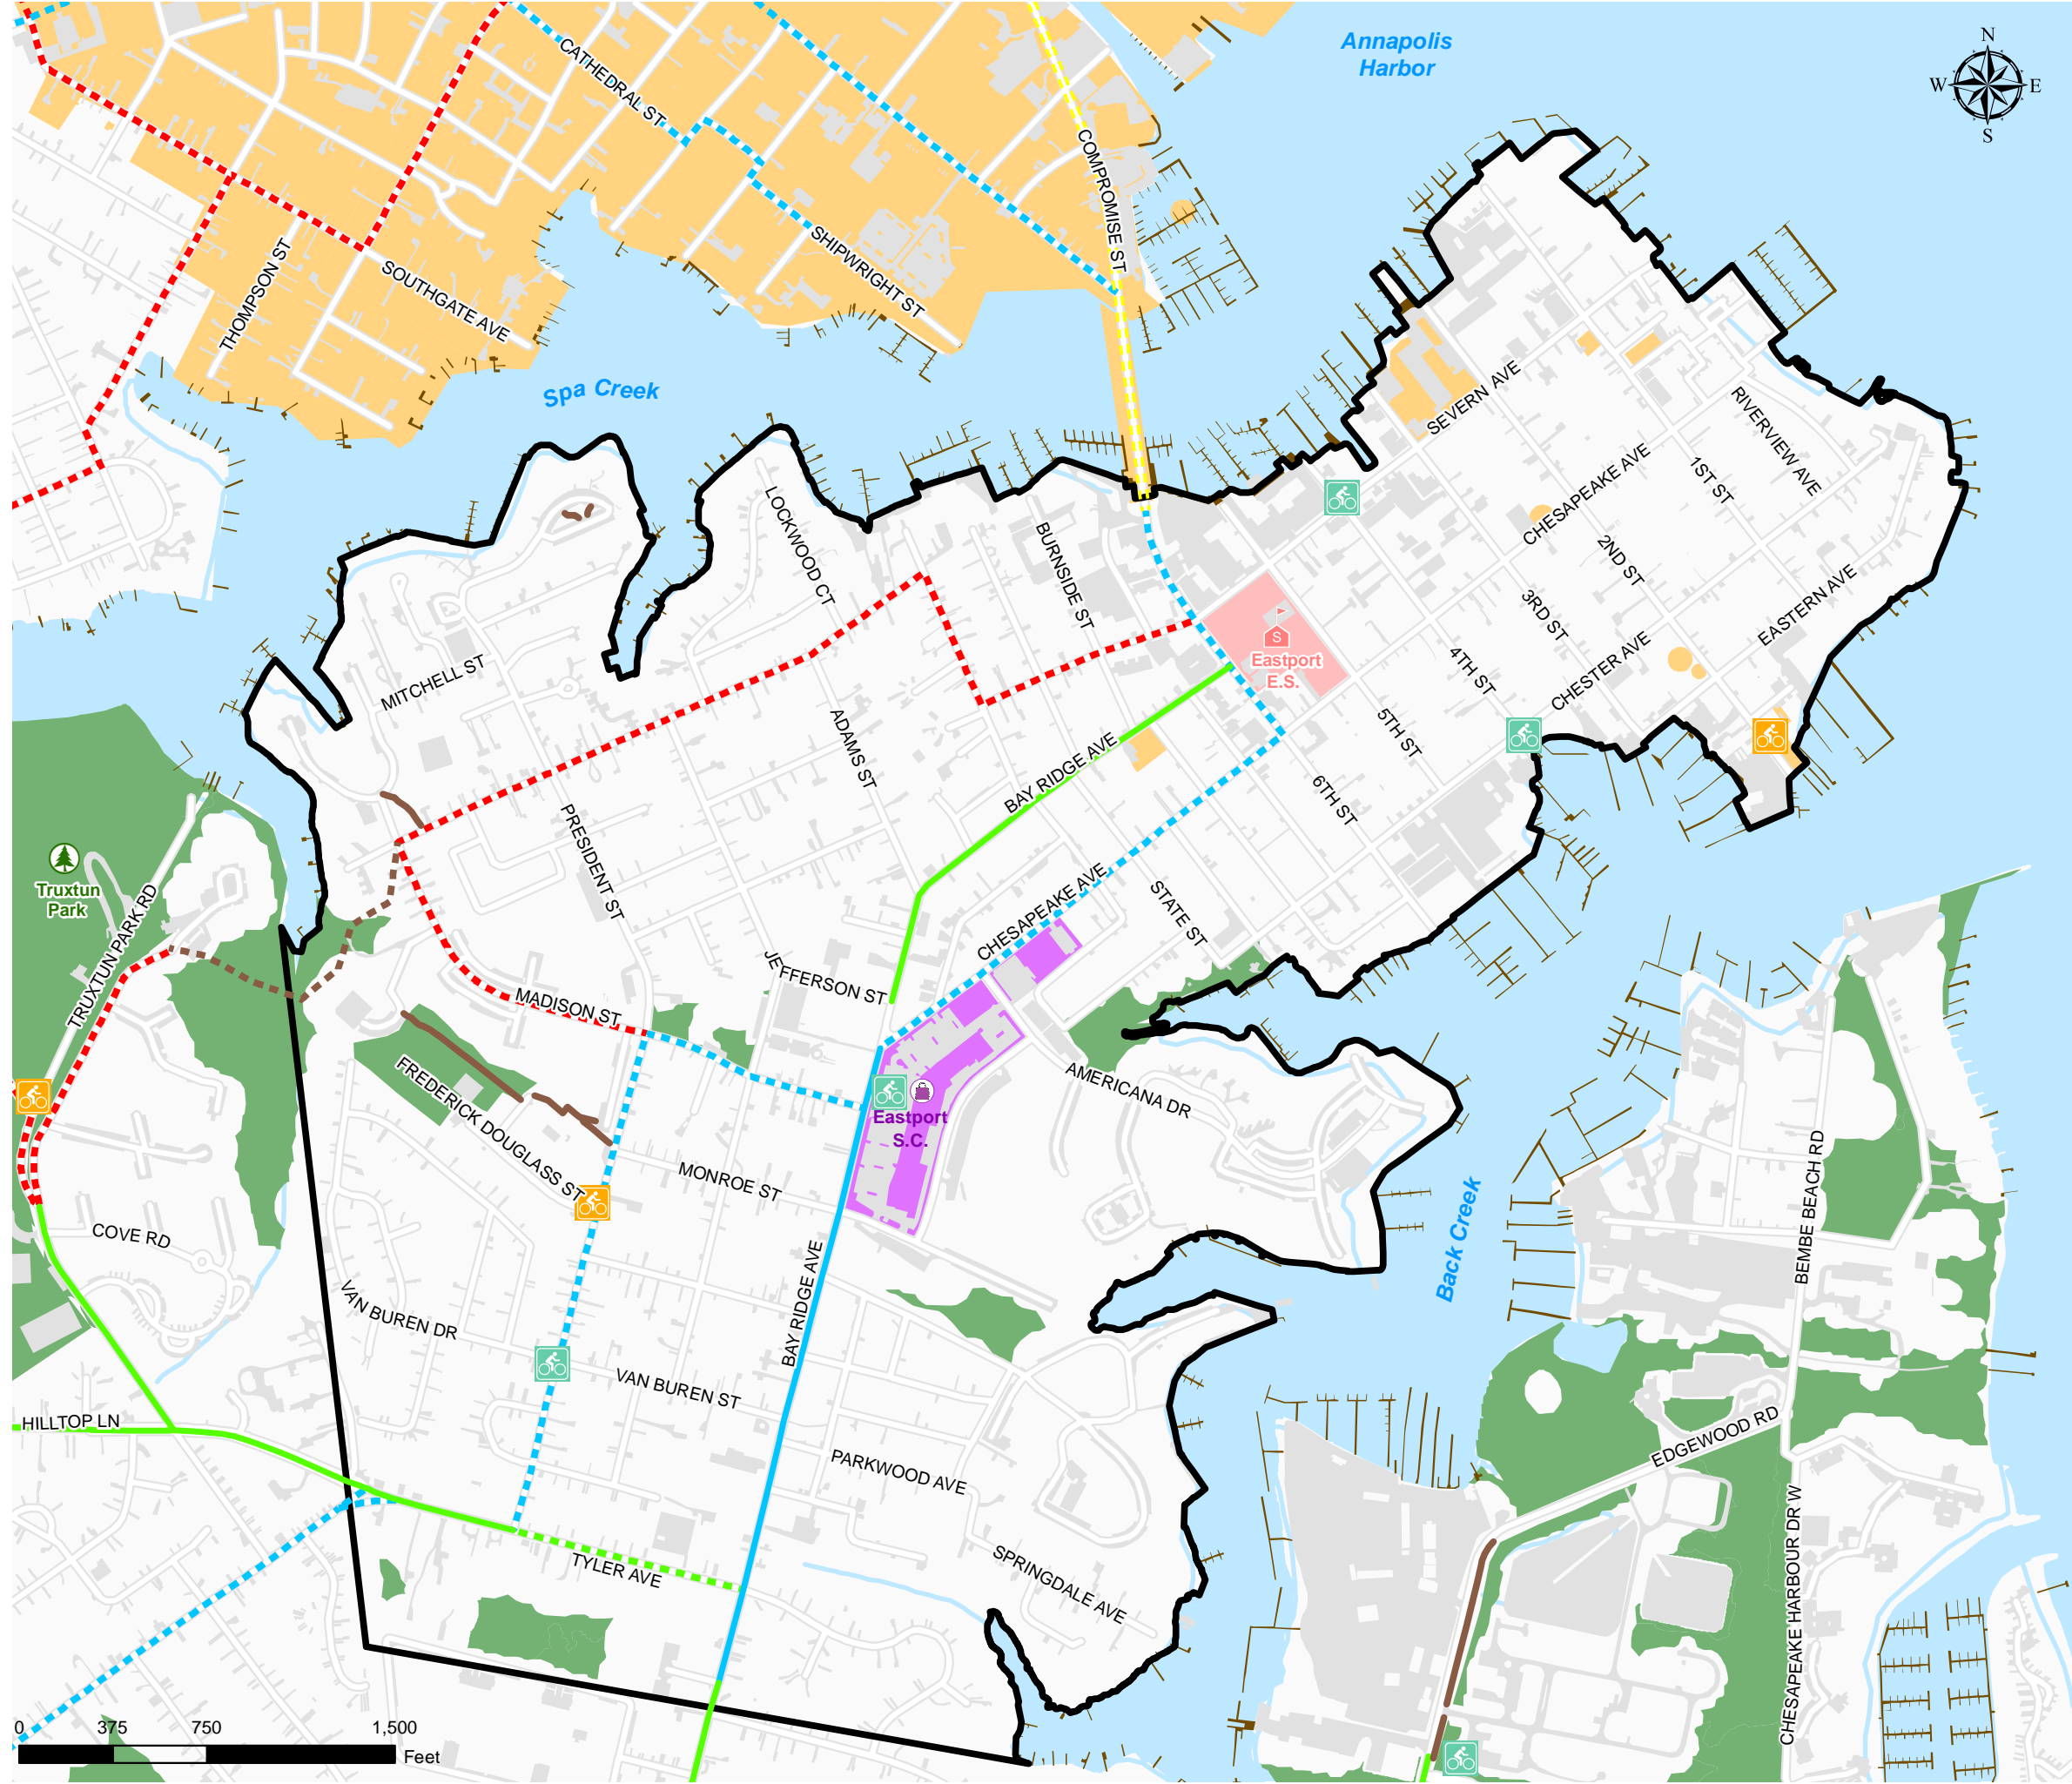 Annapolis
Harbor
N
W
E
S
CATHEDRAL ST
COMPROMISE ST
SHIPWRIGHT ST
THOMPSON ST
SOUTHGATE AVE
Spa Creek
SEVERN AVE
RIVERVIEW AVE
CHESAPEAKE AVE
1ST ST
LOCKWOOD CT
BURNSIDE ST
2ND ST
EASTERN AVE
3RD ST
S
Eastport
E.S.
MITCHELL ST
4TH ST
CHESTER AVE
ADAMS ST
5TH ST
BAY RIDGE AVE
6TH ST
PRESIDENT ST
Truxtun
Park
TRUXTUN PARK RD
CHESAPEAKE AVE
STATE ST
JEFFERSON ST
MADISON ST
FREDERICK DOUGLASS ST
AMERICANA DR
Eastport
S.C.
MONROE ST
BEMBE BEACH RD
Back Creek
COVE RD
VAN BUREN DR
BAY RIDGE AVE
VAN BUREN ST
HILLTOP LN
EDGEWOOD RD
PARKWOOD AVE
TYLER AVE
SPRINGDALE AVE
CHESAPEAKE HARBOUR DR W
0 375 750 1,500
Feet